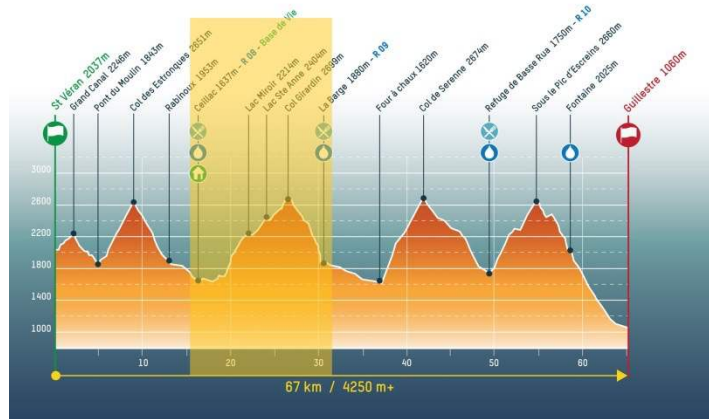 St Véran 2037m
Grand Canal 2246m
Pont du Moulin 1843m
Col des Estronques 2651m
Rabinoux 1953m
Ceillac 1637m - R 08 - Base de Vie
Lac Miroir 2214m
Lac Ste Anne 2404m
Col Girardin 2699m
La Barge 1880m - R 09
Four à chaux 1620m
Col de Serenne 2674m
Refuge de Basse Rua 1750m - R 10
Sous le Pic d'Escreins 2660m
Fontaine 2025m
Guillestre 1060m
3000
2600
2200
1800
1400
1000
10
20
30
40
50
60
67 km / 4250 m+